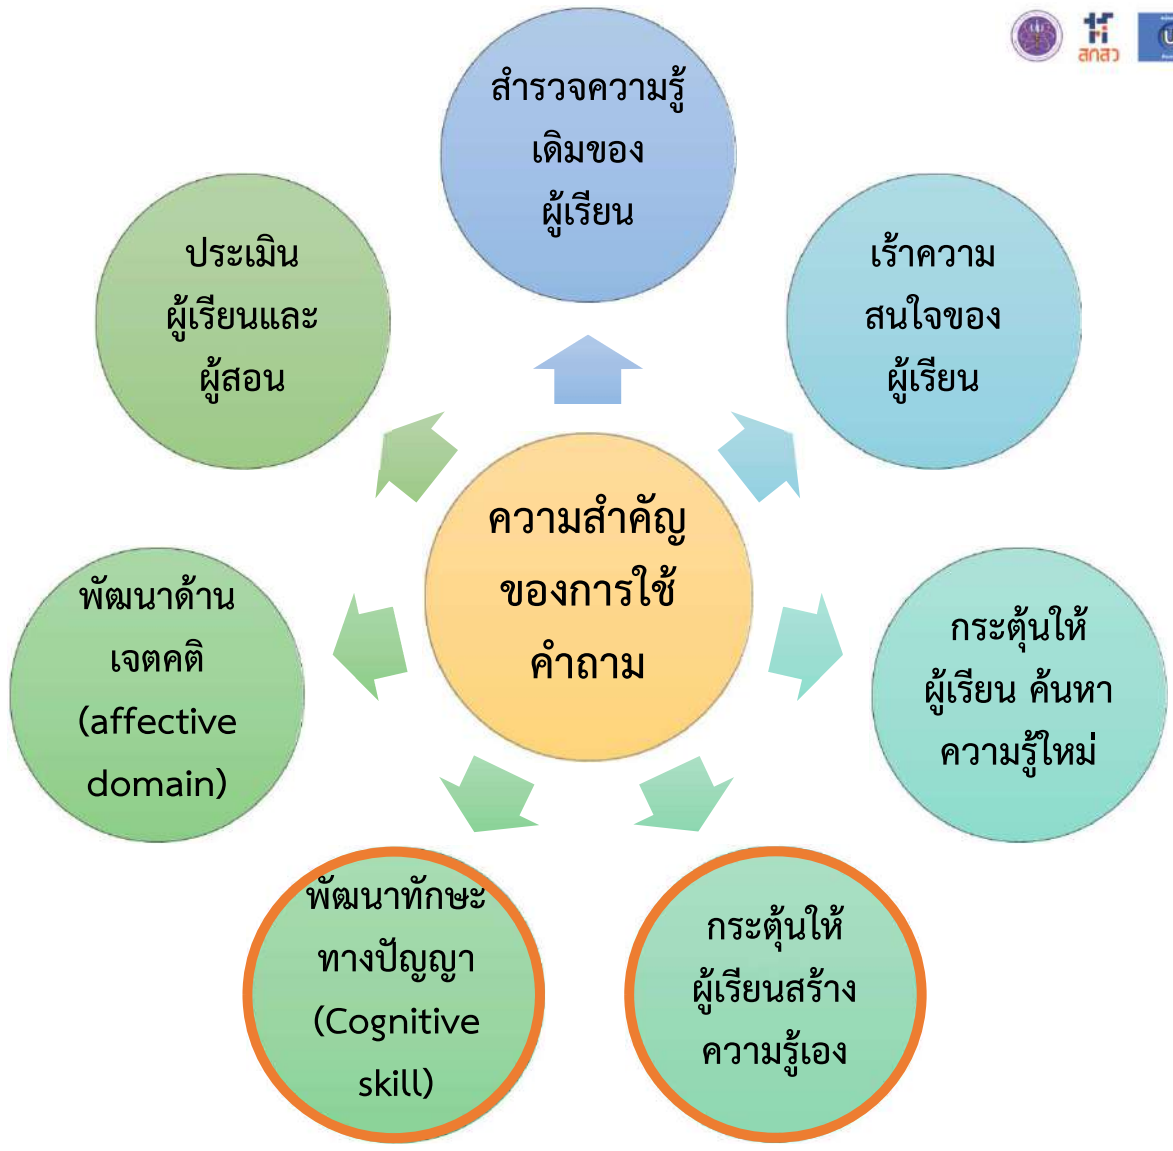 สกสว
สำรวจความรู้
เดิมของ
ผู้เรียน
เร้าความ
สนใจของ
ผู้เรียน
กระตุ้นให้
ผู้เรียน ค้นหา
ความรู้ใหม่
กระตุ้นให้
ผู้เรียนสร้าง
ความรู้เอง
พัฒนาทักษะ
ทางปัญญา
(Cognitive
skill)
พัฒนาด้าน
เจตคติ
(affective
domain)
ประเมิน
ผู้เรียนและ
ผู้สอน
ความสำคัญ
ของการใช้
คำถาม